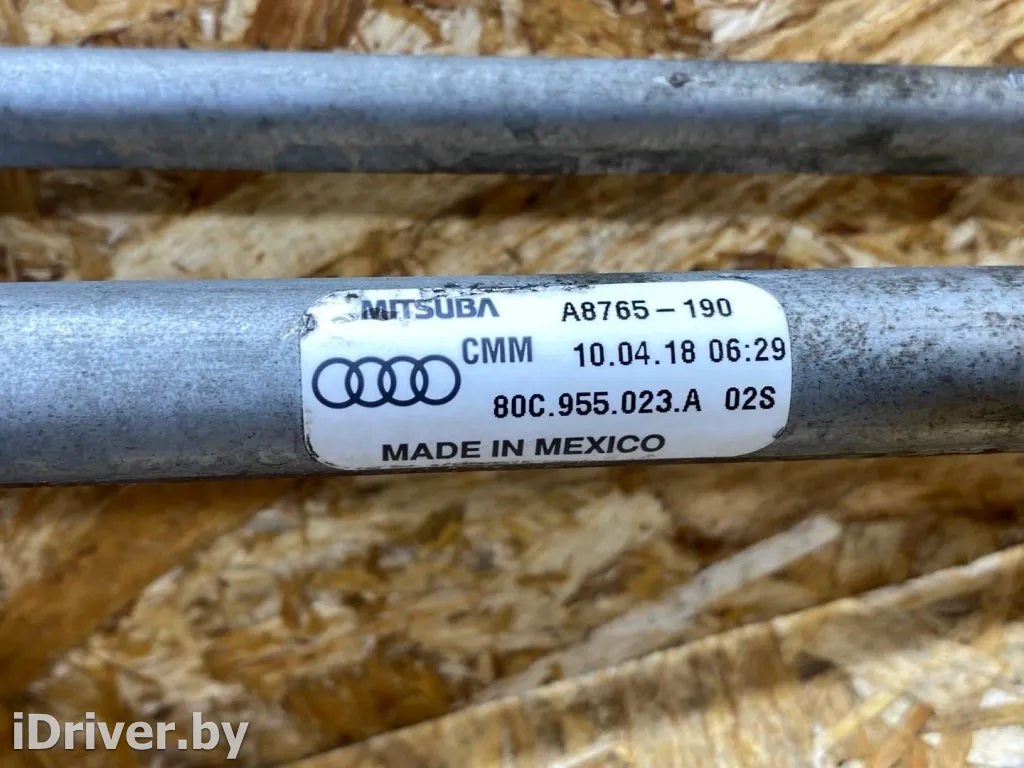 MITSUBA A8765-190
CMM 10.04.18 06:29
80C.955.023.A 02S
MADE IN MEXICO
iDriver.by